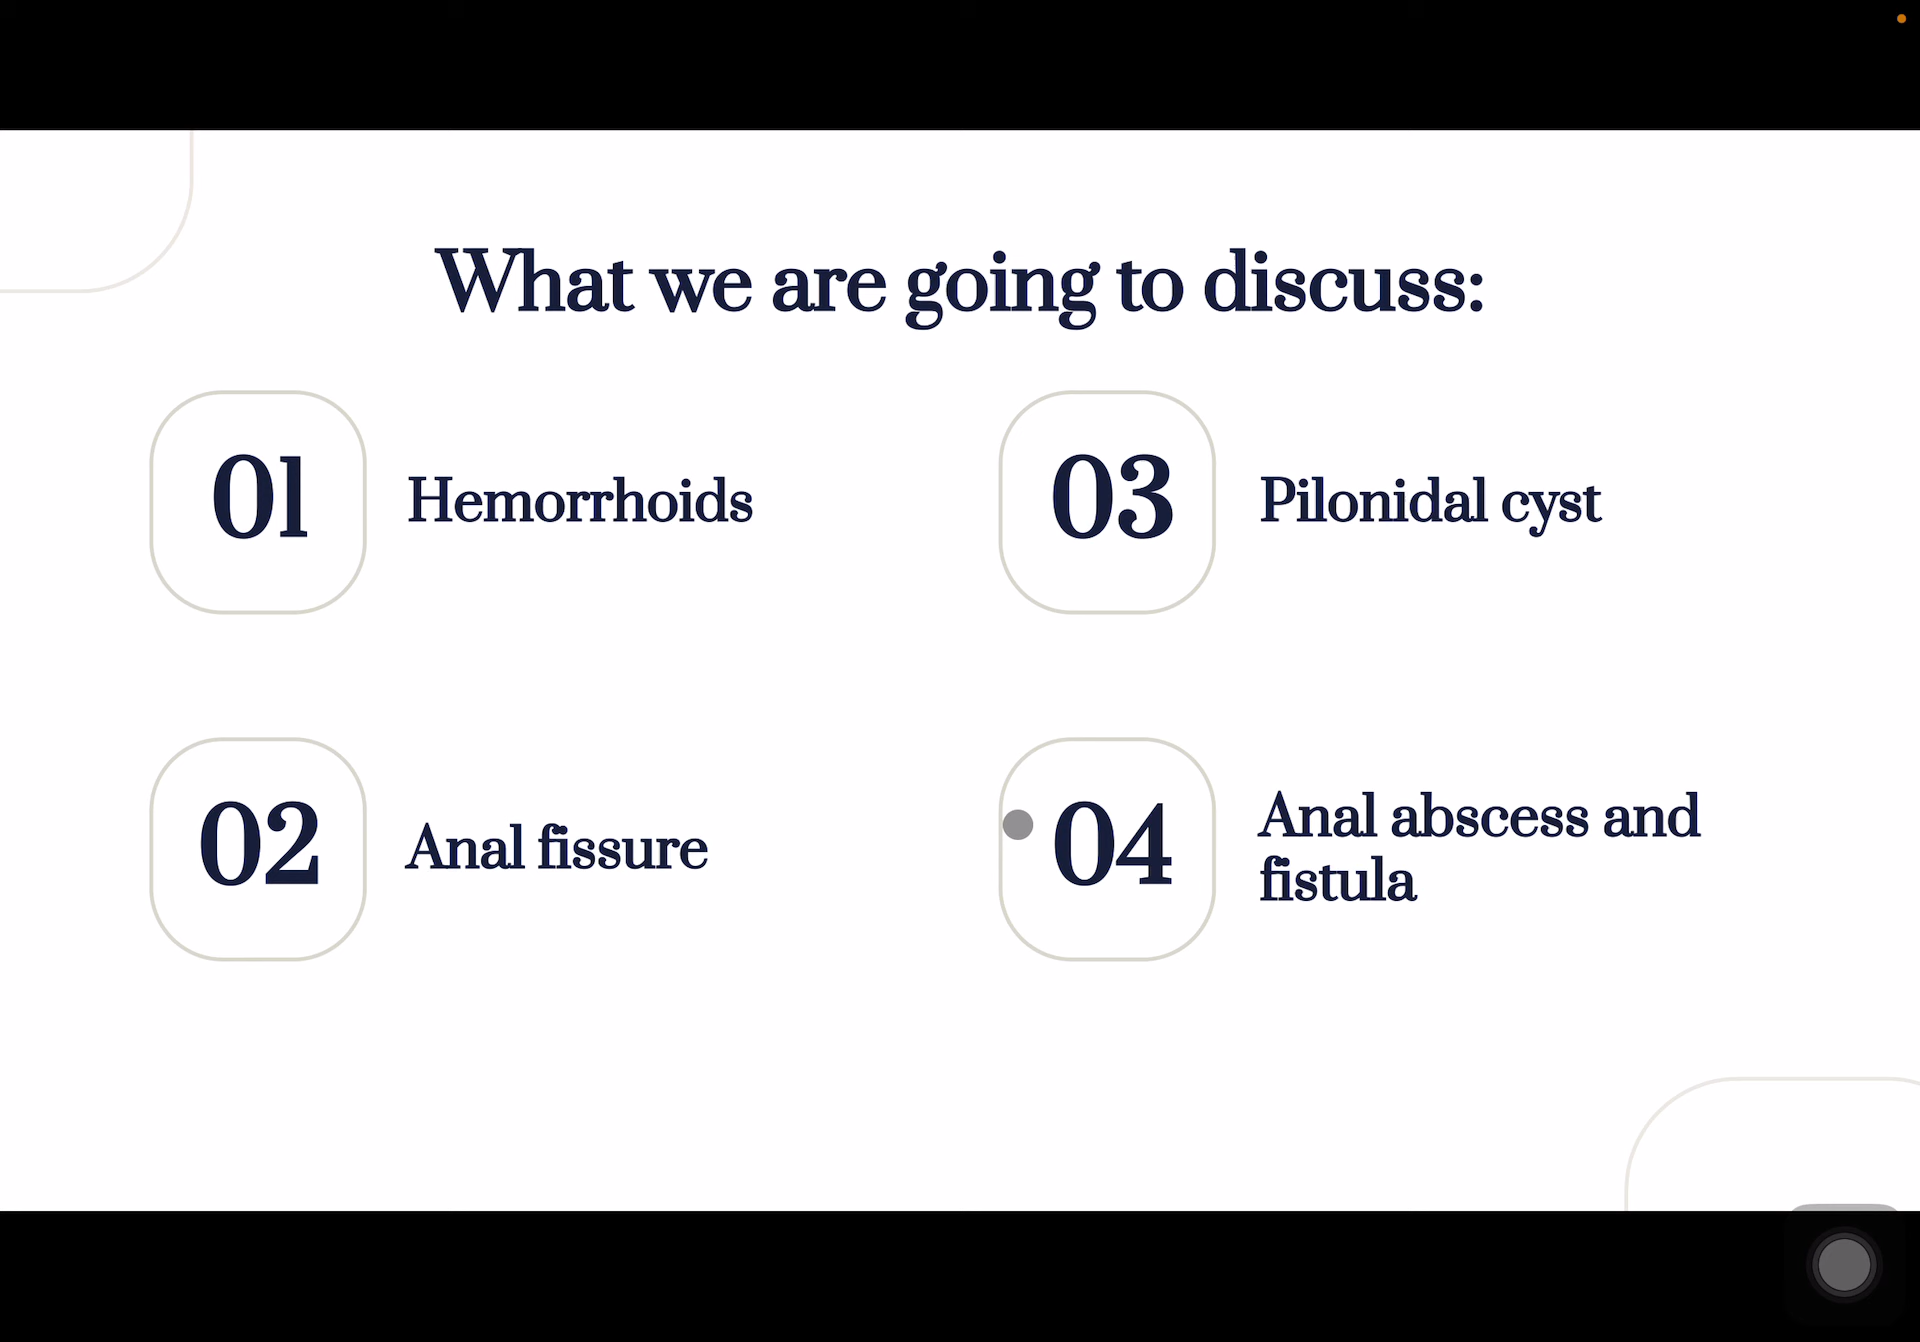 What we are going to discuss:
01
Hemorrhoids
02
Anal fissure
03
Pilonidal cyst
04
Anal abscess and
fistula